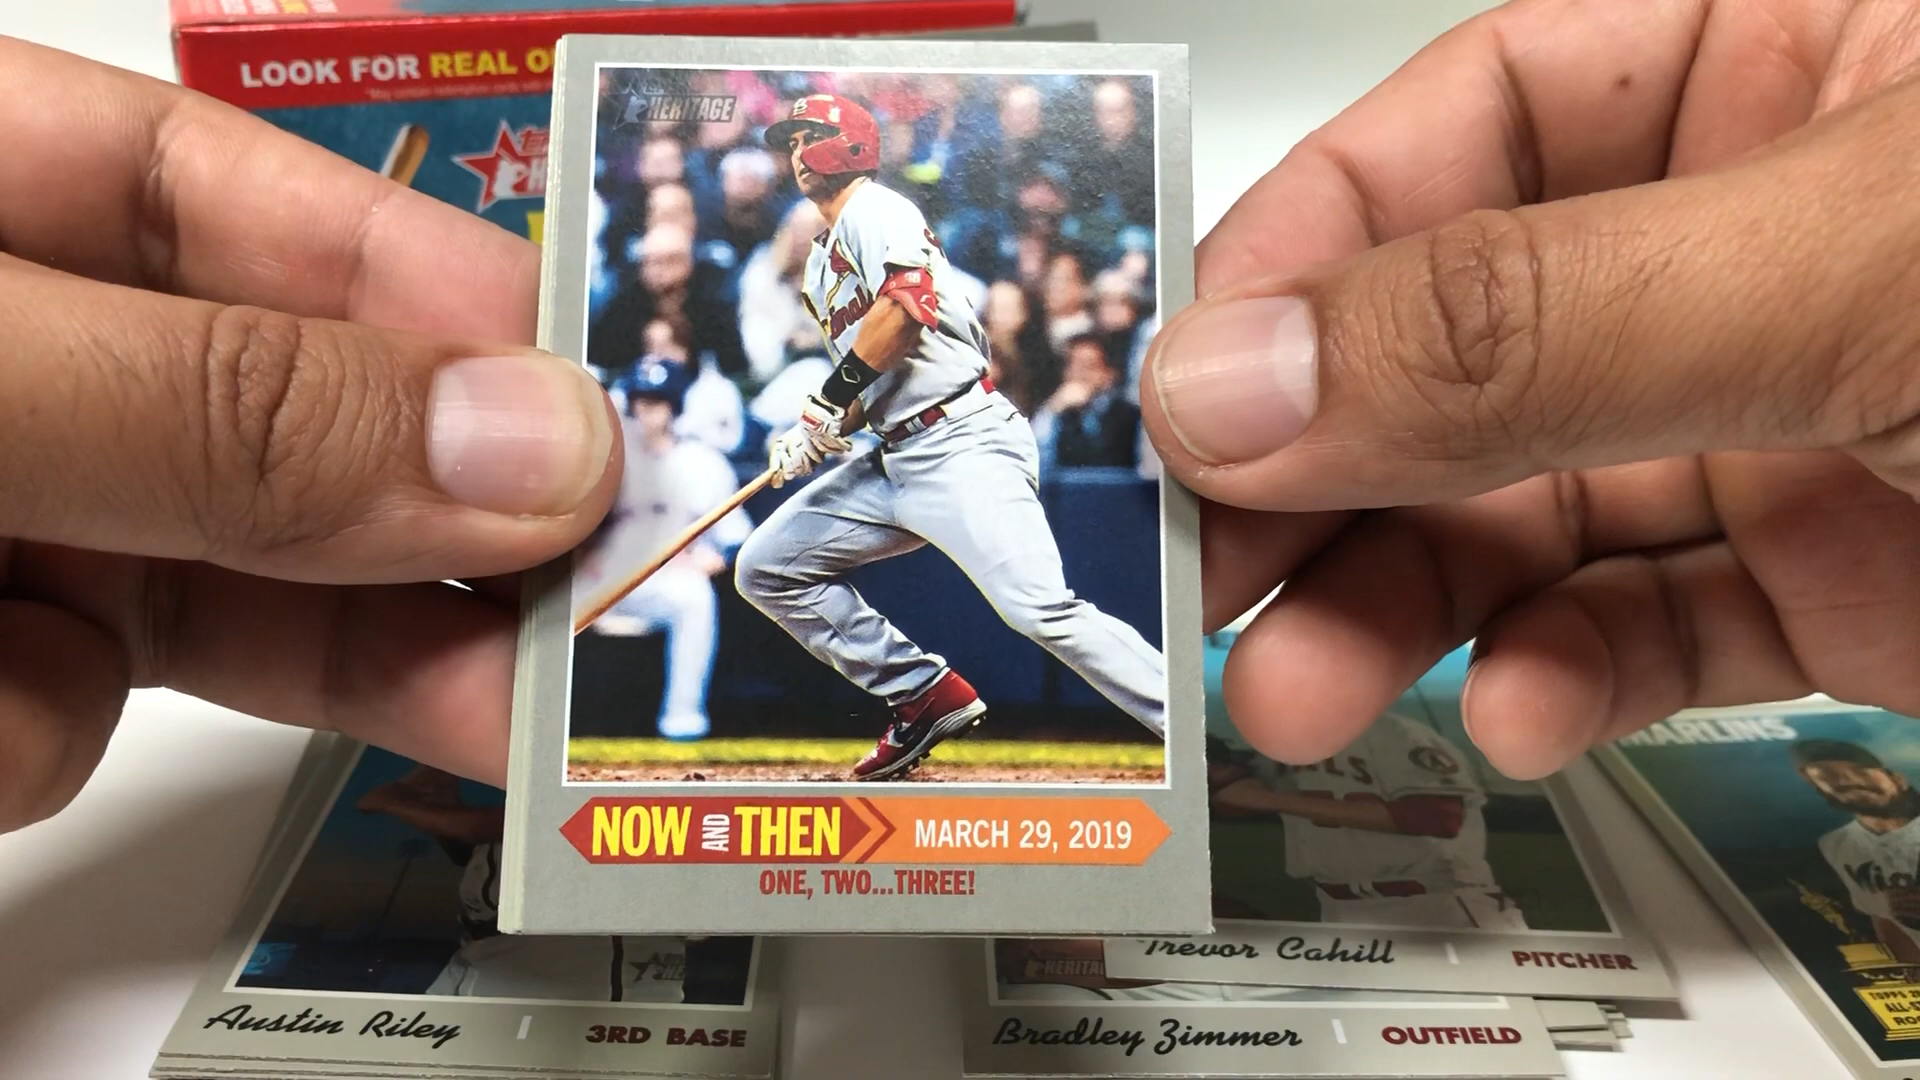 LOOK FOR REAL
HERITAGE
NOW AND THEN
MARCH 29, 2019
ONE, TWO...THREE!
MARLINS
Trevor Cahill
PITCHER
Austin Riley
3RD BASE
Bradley Zimmer
OUTFIELD